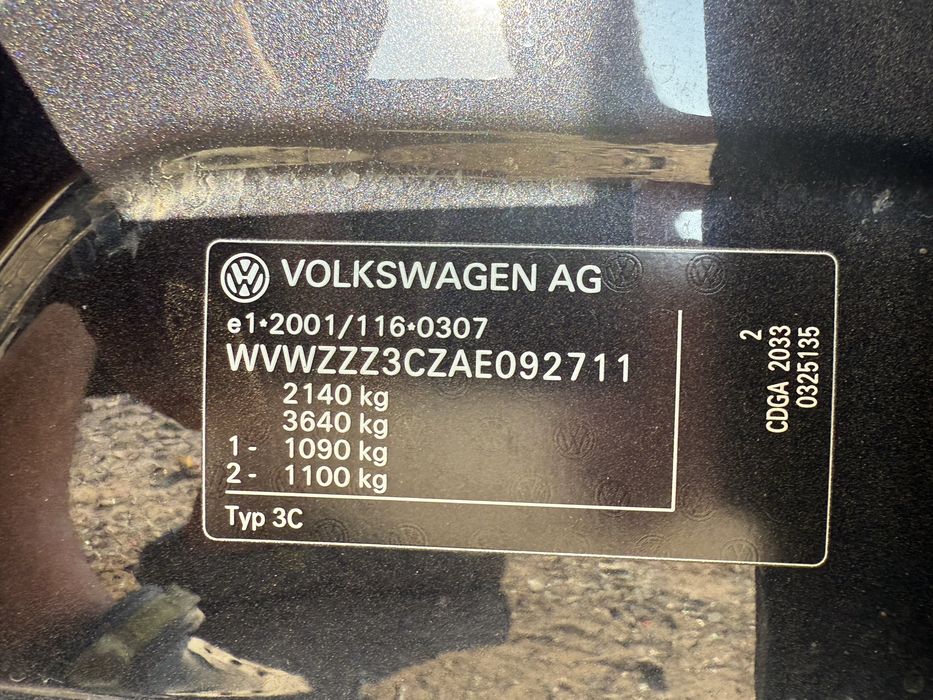 VOLKSWAGEN AG
e1*2001/116*0307
WVWZZZ3CZAE092711
2140 kg
3640 kg
1- 1090 kg
2- 1100 kg
Typ 3C
2
CDGA 2033
0325135